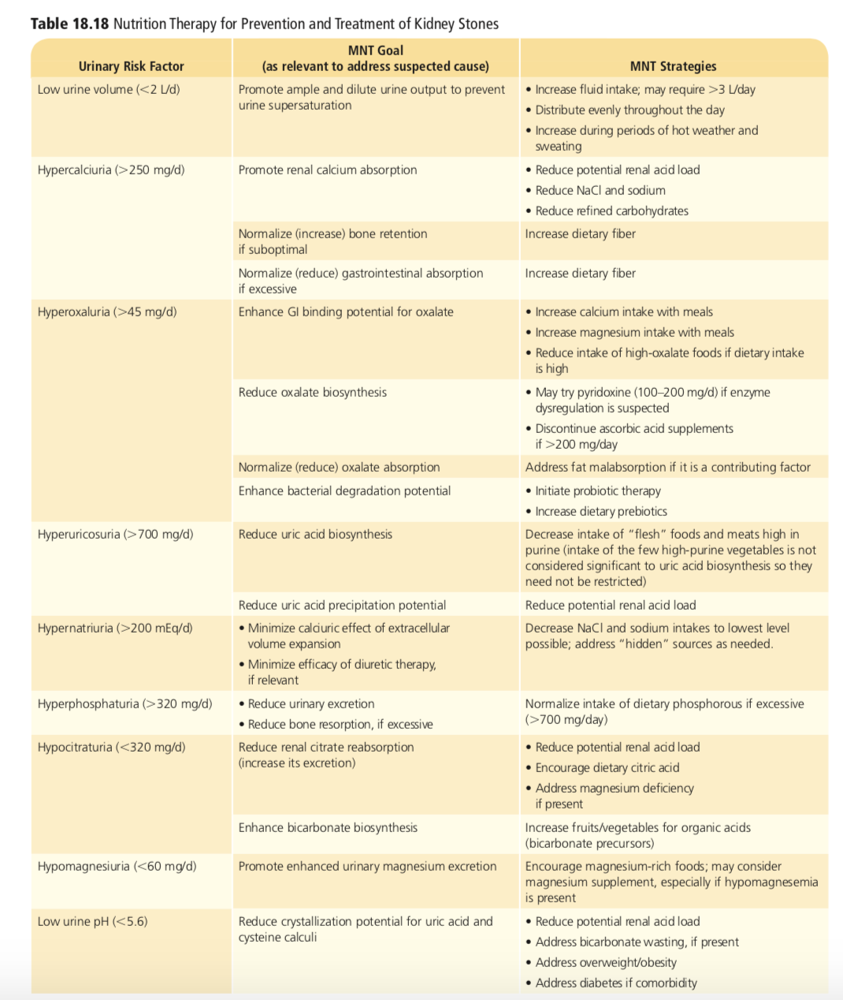 Table 18.18 Nutrition Therapy for Prevention and Treatment of Kidney Stones
Urinary Risk Factor
MNT Goal
(as relevant to address suspected cause)
MNT Strategies
Low urine volume (<2 L/d)
Promote ample and dilute urine output to prevent
urine supersaturation
• Increase fluid intake; may require >3 L/day
• Distribute evenly throughout the day
• Increase during periods of hot weather and
sweating
Hypercalciuria (>250 mg/d)
Promote renal calcium absorption
• Reduce potential renal acid load
• Reduce NaCl and sodium
• Reduce refined carbohydrates
Normalize (increase) bone retention
if suboptimal
Increase dietary fiber
Normalize (reduce) gastrointestinal absorption
if excessive
Increase dietary fiber
Hyperoxaluria (>45 mg/d)
Enhance GI binding potential for oxalate
• Increase calcium intake with meals
• Increase magnesium intake with meals
• Reduce intake of high-oxalate foods if dietary intake
is high
Reduce oxalate biosynthesis
• May try pyridoxine (100–200 mg/d) if enzyme
dysregulation is suspected
• Discontinue ascorbic acid supplements
if >200 mg/day
Normalize (reduce) oxalate absorption
Address fat malabsorption if it is a contributing factor
Enhance bacterial degradation potential
• Initiate probiotic therapy
• Increase dietary prebiotics
Hyperuricosuria (>700 mg/d)
Reduce uric acid biosynthesis
Decrease intake of “flesh” foods and meats high in
purine (intake of the few high-purine vegetables is not
considered significant to uric acid biosynthesis so they
need not be restricted)
Reduce uric acid precipitation potential
Reduce potential renal acid load
Hypernatriuria (>200 mEq/d)
• Minimize calciuric effect of extracellular
volume expansion
• Minimize efficacy of diuretic therapy,
if relevant
Decrease NaCl and sodium intakes to lowest level
possible; address “hidden” sources as needed.
Hyperphosphaturia (>320 mg/d)
• Reduce urinary excretion
• Reduce bone resorption, if excessive
Normalize intake of dietary phosphorous if excessive
(>700 mg/day)
Hypocitraturia (<320 mg/d)
Reduce renal citrate reabsorption
(increase its excretion)
• Reduce potential renal acid load
• Encourage dietary citric acid
• Address magnesium deficiency
if present
Enhance bicarbonate biosynthesis
Increase fruits/vegetables for organic acids
(bicarbonate precursors)
Hypomagnesiuria (<60 mg/d)
Promote enhanced urinary magnesium excretion
Encourage magnesium-rich foods; may consider
magnesium supplement, especially if hypomagnesemia
is present
Low urine pH (<5.6)
Reduce crystallization potential for uric acid and
cysteine calculi
• Reduce potential renal acid load
• Address bicarbonate wasting, if present
• Address overweight/obesity
• Address diabetes if comorbidity